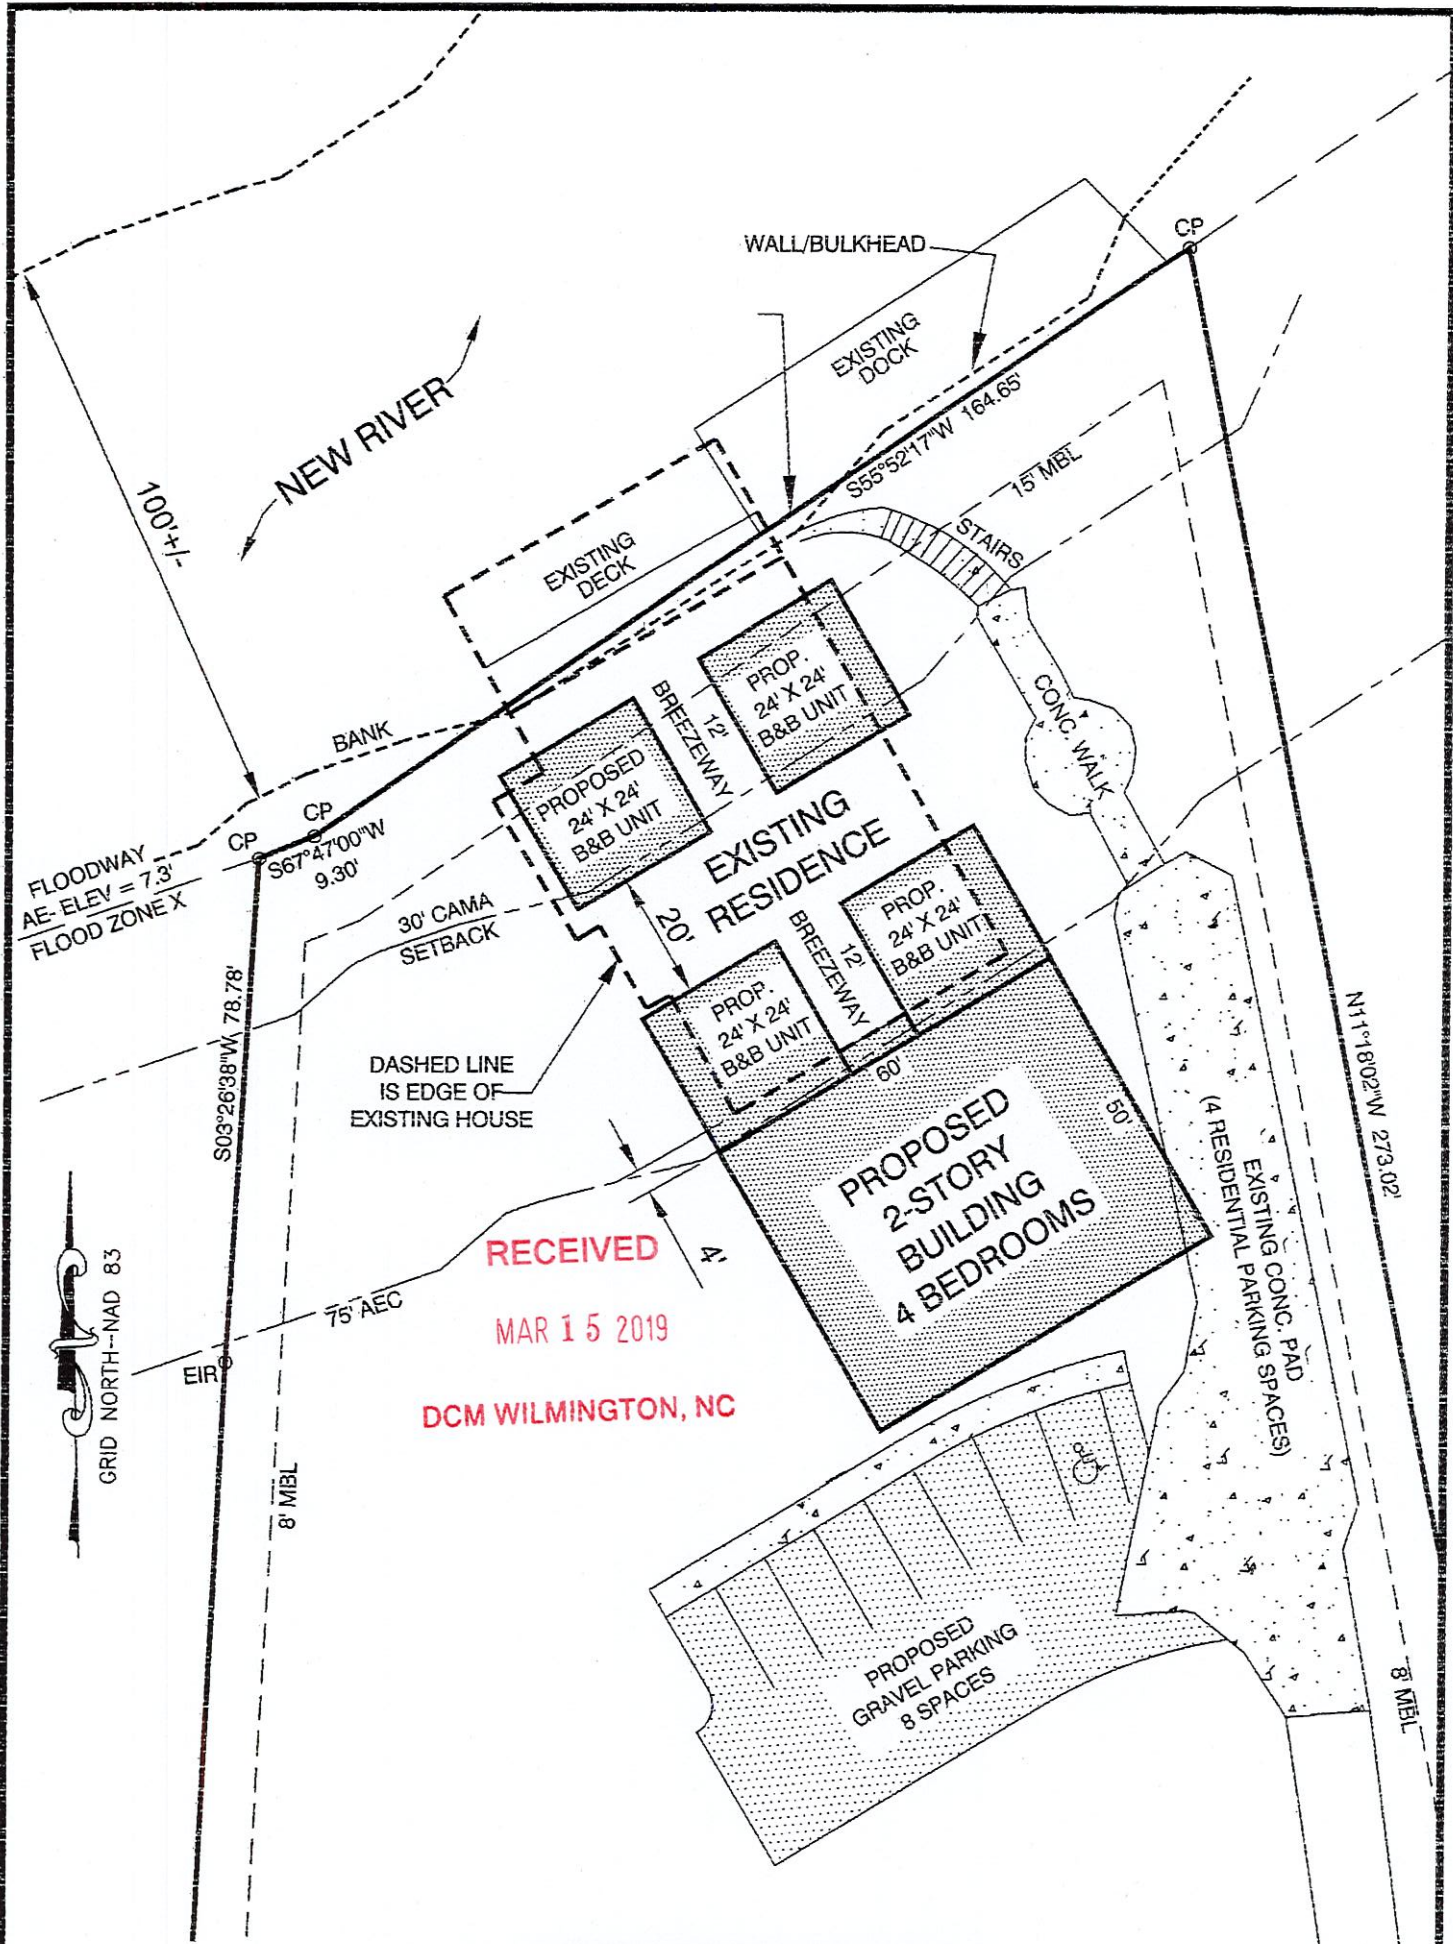 WALL/BULKHEAD
CP
EXISTING
DOCK
NEW RIVER
100'+/-
S55°52'17"W 164.65'
15' MBL
STAIRS
EXISTING
DECK
BANK
PROP.
24' X 24'
B&B UNIT
BREEZEWAY
12'
PROPOSED
24' X 24'
B&B UNIT
CONC. WALK
CP
CP
S67°47'00"W
9.30'
FLOODWAY
AE- ELEV = 7.3'
FLOOD ZONE X
EXISTING
RESIDENCE
30' CAMA
SETBACK
20'
PROP.
24' X 24'
B&B UNIT
BREEZEWAY
12'
PROP.
24' X 24'
B&B UNIT
S03°26'38"W 78.78'
DASHED LINE
IS EDGE OF
EXISTING HOUSE
60'
50'
PROPOSED
2-STORY
BUILDING
4 BEDROOMS
N11°18'02"W 273.02'
EXISTING CONC. PAD
(4 RESIDENTIAL PARKING SPACES)
4'
RECEIVED
MAR 15 2019
DCM WILMINGTON, NC
75' AEC
EIR
GRID NORTH--NAD 83
8' MBL
PROPOSED
GRAVEL PARKING
8 SPACES
8' MBL